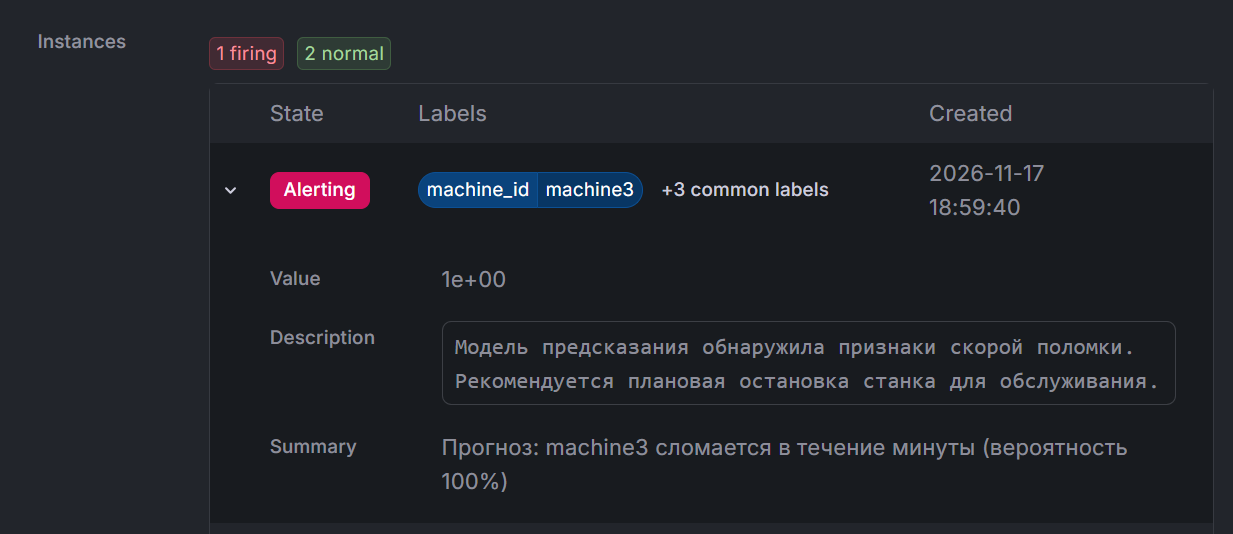 Instances
1 firing 2 normal
State Labels Created
Alerting machine_id machine3 +3 common labels 2026-11-17
18:59:40
Value 1e+00
Description Модель предсказания обнаружила признаки скорой поломки.
Рекомендуется плановая остановка станка для обслуживания.
Summary Прогноз: machine3 сломается в течение минуты (вероятность
100%)